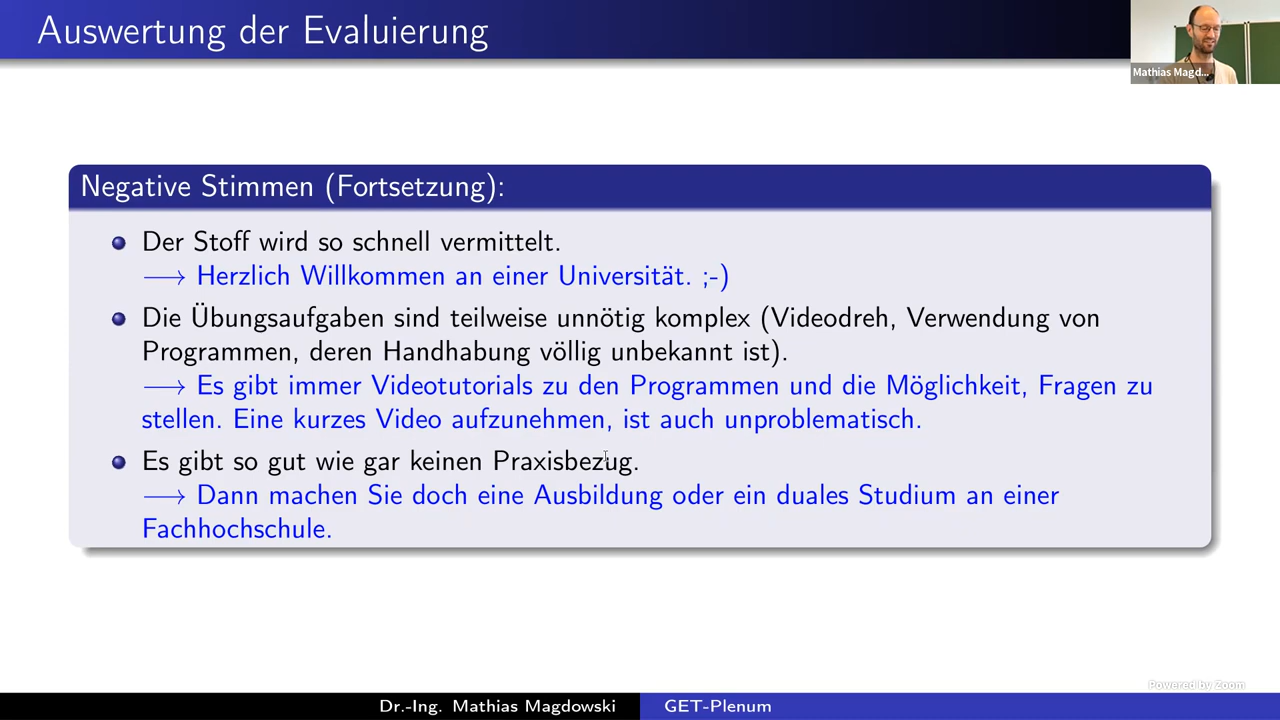 Auswertung der Evaluierung
Mathias Magd...
Negative Stimmen (Fortsetzung):
Der Stoff wird so schnell vermittelt.
⟶ Herzlich Willkommen an einer Universität. ;-)
Die Übungsaufgaben sind teilweise unnötig komplex (Videodreh, Verwendung von
Programmen, deren Handhabung völlig unbekannt ist).
⟶ Es gibt immer Videotutorials zu den Programmen und die Möglichkeit, Fragen zu
stellen. Eine kurzes Video aufzunehmen, ist auch unproblematisch.
Es gibt so gut wie gar keinen Praxisbezug.
⟶ Dann machen Sie doch eine Ausbildung oder ein duales Studium an einer
Fachhochschule.
Powered by Zoom
Dr.-Ing. Mathias Magdowski
GET-Plenum